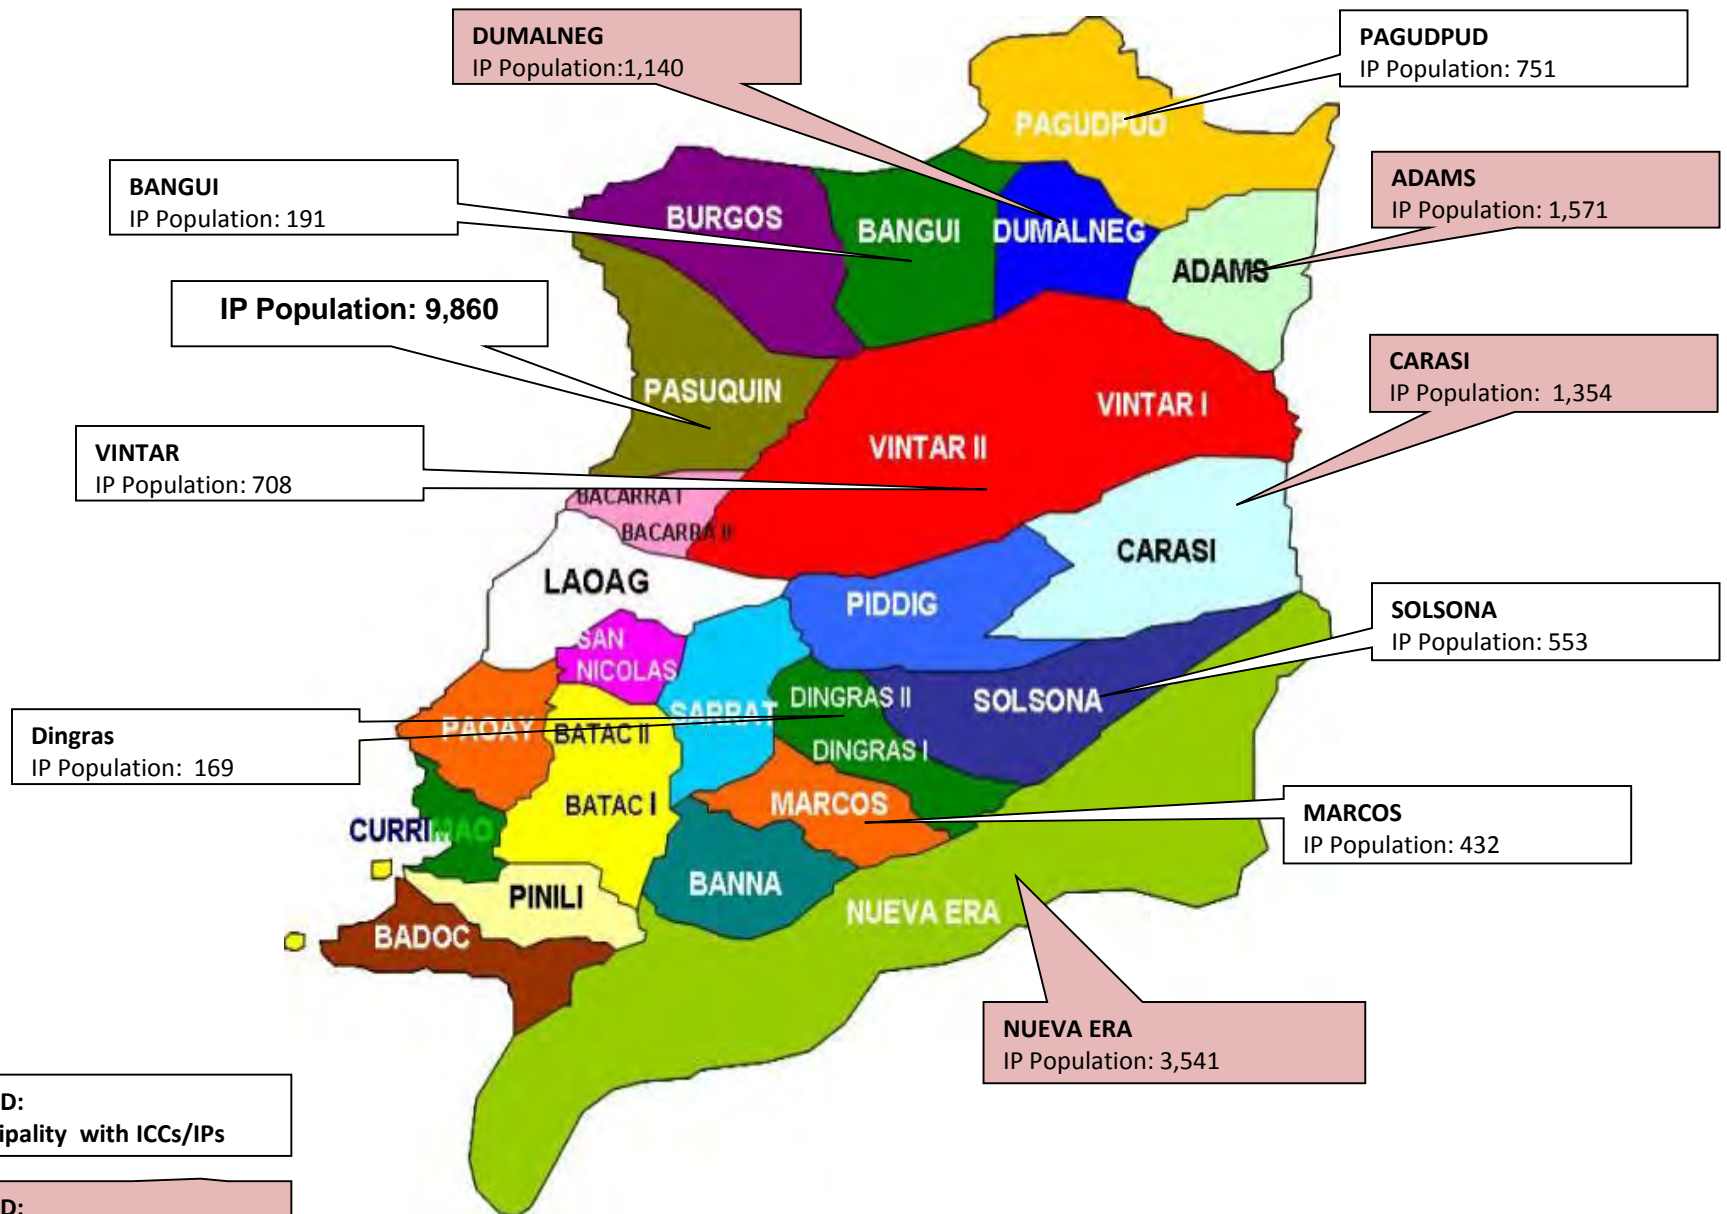 DUMALNEG
IP Population:1,140
PAGUDPUD
IP Population: 751
BANGUI
IP Population: 191
ADAMS
IP Population: 1,571
IP Population: 9,860
CARASI
IP Population: 1,354
VINTAR
IP Population: 708
SOLSONA
IP Population: 553
Dingras
IP Population: 169
MARCOS
IP Population: 432
NUEVA ERA
IP Population: 3,541
PAGUDPUD
BURGOS
BANGUI
DUMALNEG
ADAMS
PASUQUIN
VINTAR I
VINTAR II
BACARRA I
BACARRA II
CARASI
LAOAG
PIDDIG
SAN
NICOLAS
SARRAT
DINGRAS II
SOLSONA
PAOAY
BATAC II
DINGRAS I
BATAC I
MARCOS
CURRIMAO
BANNA
PINILI
NUEVA ERA
BADOC
D:
ipality with ICCs/IPs
D: